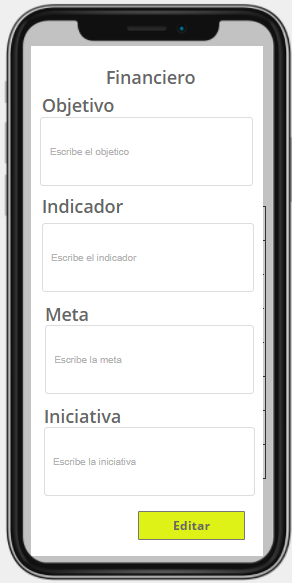 Financiero
Objetivo
Escribe el objetico
Indicador
Escribe el indicador
Meta
Escribe la meta
Iniciativa
Escribe la iniciativa
Editar